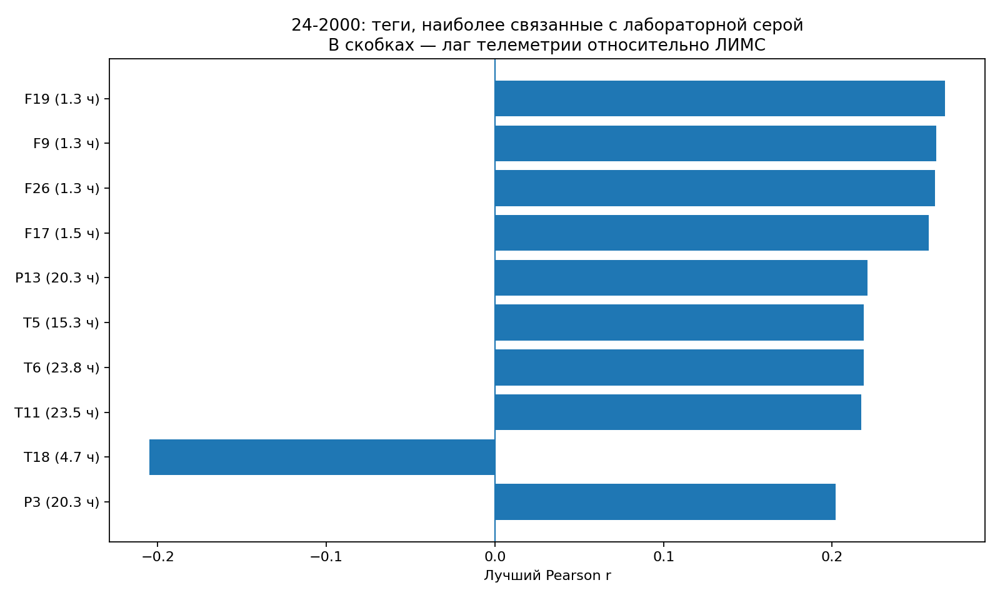 24-2000: теги, наиболее связанные с лабораторной серой
В скобках — лаг телеметрии относительно ЛИМС
F19 (1.3 ч)
F9 (1.3 ч)
F26 (1.3 ч)
F17 (1.5 ч)
P13 (20.3 ч)
T5 (15.3 ч)
T6 (23.8 ч)
T11 (23.5 ч)
T18 (4.7 ч)
P3 (20.3 ч)
−0.2 −0.1 0.0 0.1 0.2
Лучший Pearson r